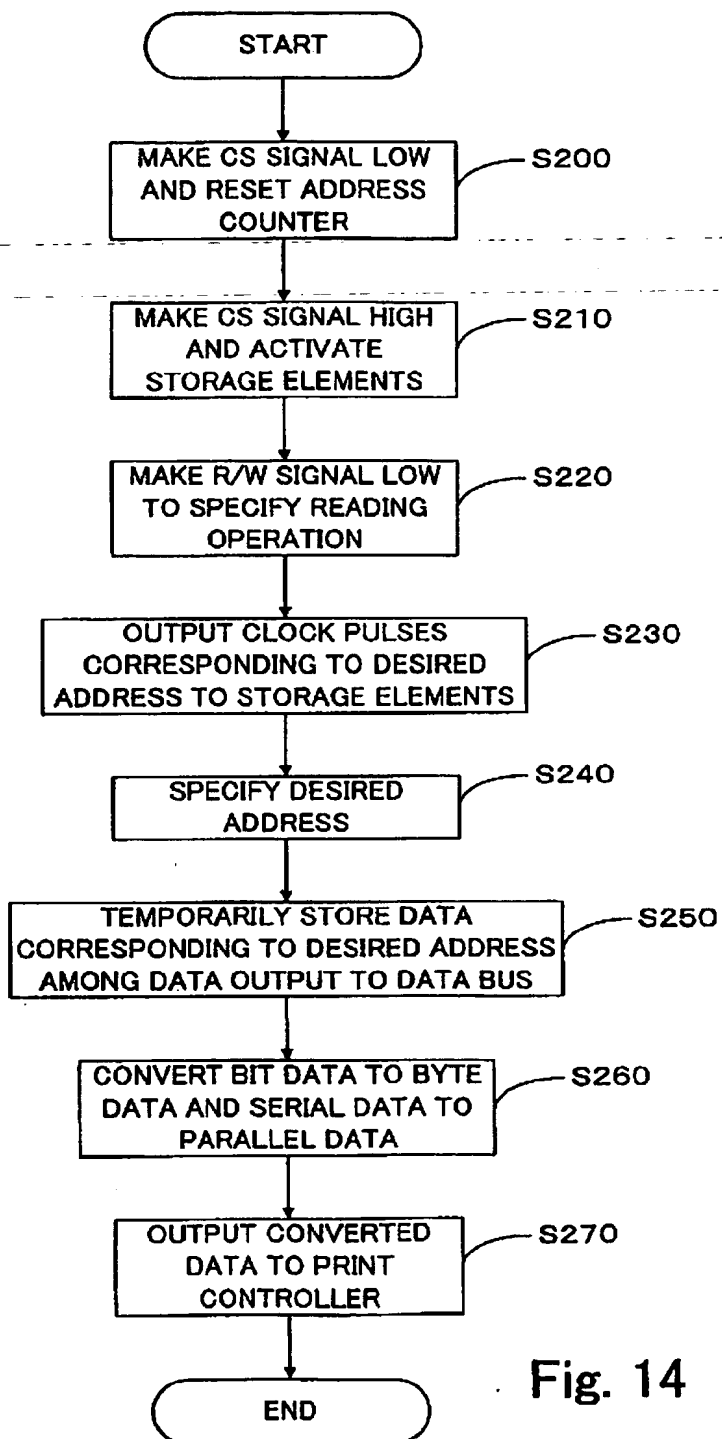 START
MAKE CS SIGNAL LOW
AND RESET ADDRESS
COUNTER
S200
MAKE CS SIGNAL HIGH
AND ACTIVATE
STORAGE ELEMENTS
S210
MAKE R/W SIGNAL LOW
TO SPECIFY READING
OPERATION
S220
OUTPUT CLOCK PULSES
CORRESPONDING TO DESIRED
ADDRESS TO STORAGE ELEMENTS
S230
SPECIFY DESIRED
ADDRESS
S240
TEMPORARILY STORE DATA
CORRESPONDING TO DESIRED ADDRESS
AMONG DATA OUTPUT TO DATA BUS
S250
CONVERT BIT DATA TO BYTE
DATA AND SERIAL DATA TO
PARALLEL DATA
S260
OUTPUT CONVERTED
DATA TO PRINT
CONTROLLER
S270
END
Fig. 14